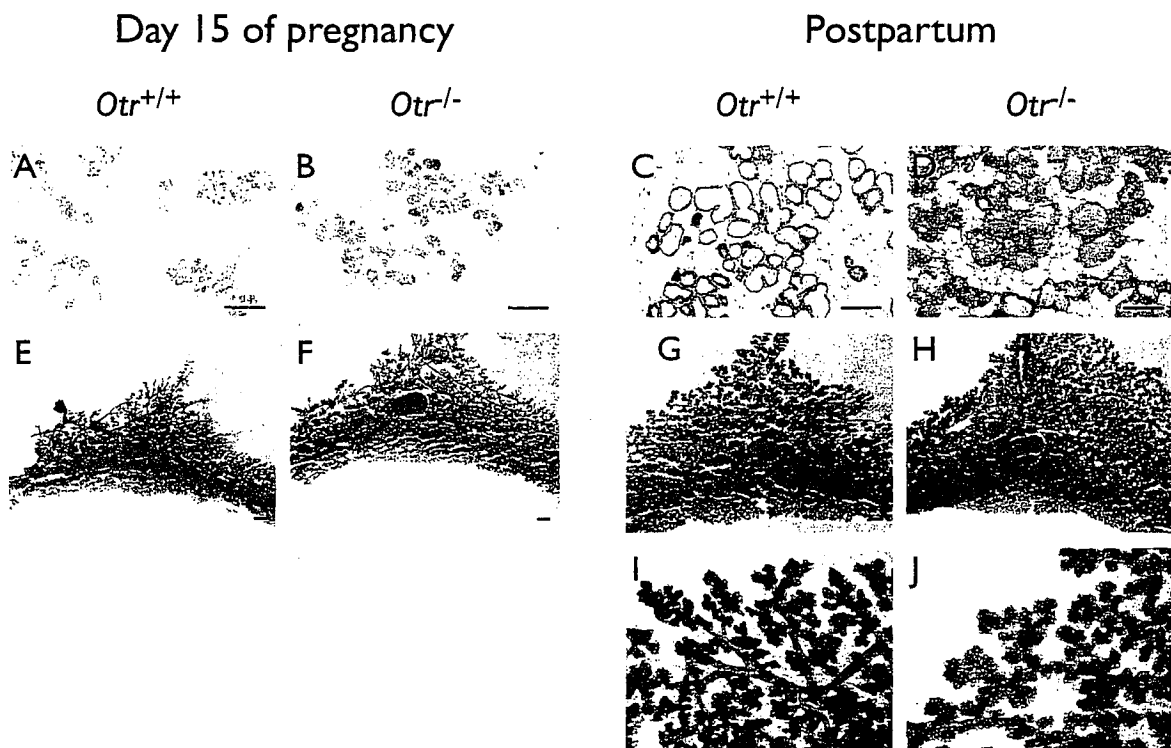 Day 15 of pregnancy Postpartum
Otr+/+ Otr-/- Otr+/+ Otr-/-
A B C D
E F G H
I J